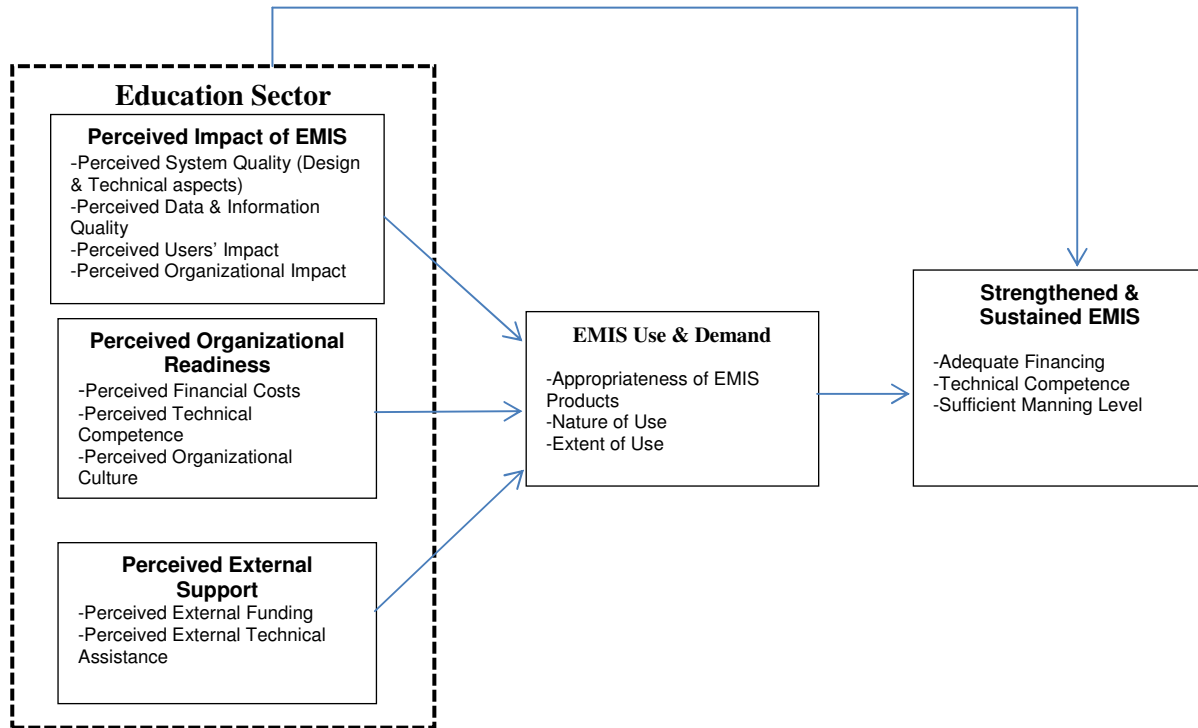 Education Sector
Perceived Impact of EMIS
-Perceived System Quality (Design
& Technical aspects)
-Perceived Data & Information
Quality
-Perceived Users’ Impact
-Perceived Organizational Impact
Perceived Organizational
Readiness
-Perceived Financial Costs
-Perceived Technical
Competence
-Perceived Organizational
Culture
Perceived External
Support
-Perceived External Funding
-Perceived External Technical
Assistance
EMIS Use & Demand
-Appropriateness of EMIS
Products
-Nature of Use
-Extent of Use
Strengthened &
Sustained EMIS
-Adequate Financing
-Technical Competence
-Sufficient Manning Level